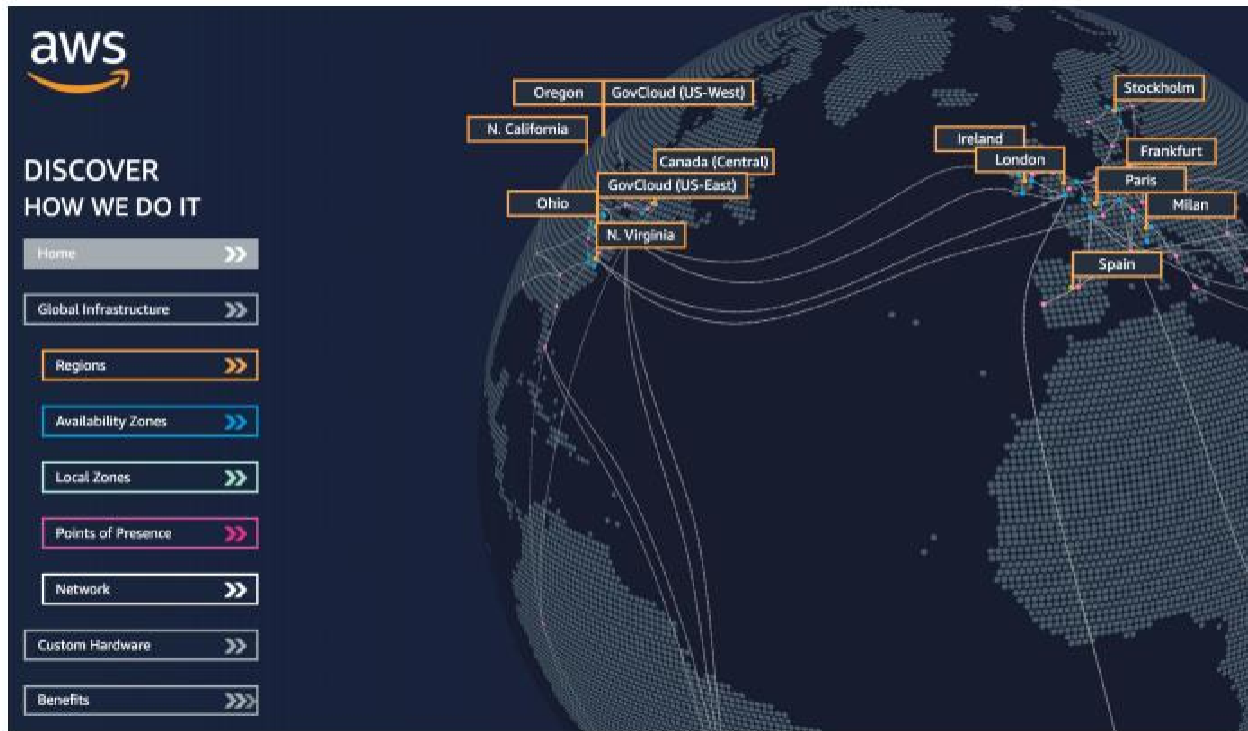 aws
DISCOVER
HOW WE DO IT
Home
Global Infrastructure
Regions
Availability Zones
Local Zones
Points of Presence
Network
Custom Hardware
Benefits
Oregon
GovCloud (US-West)
N. California
Canada (Central)
GovCloud (US-East)
Ohio
N. Virginia
Stockholm
Ireland
London
Frankfurt
Paris
Milan
Spain